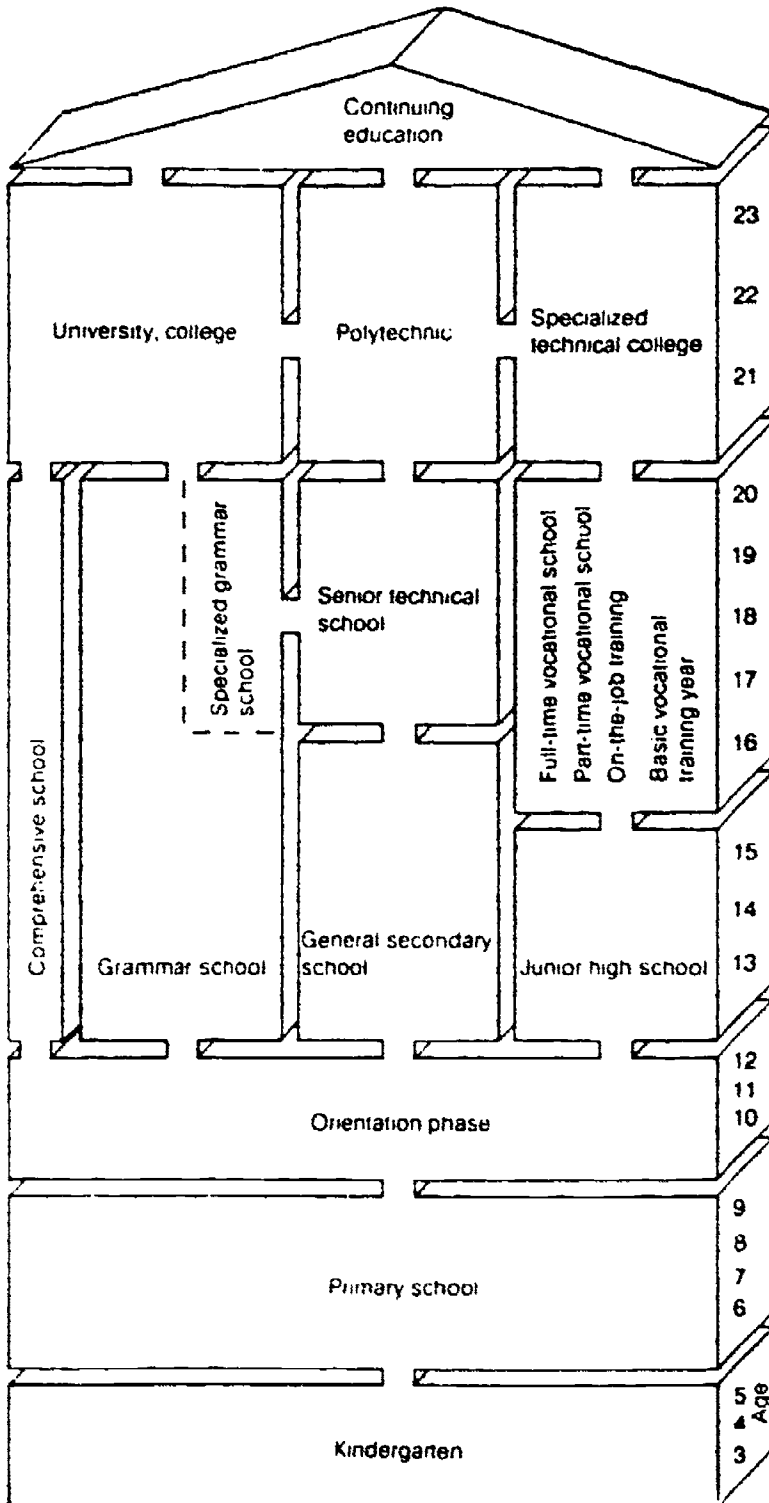 Continuing
education
23
22
21
University, college
Polytechnic
Specialized
technical college
20
19
18
17
16
Specialized grammar
school
Senior technical
school
Full-time vocational school
Part-time vocational school
On-the-job training
Basic vocational
training year
15
14
13
Comprehensive school
Grammar school
General secondary
school
Junior high school
12
11
10
Orientation phase
9
8
7
6
Primary school
5
4
3
Age
Kindergarten